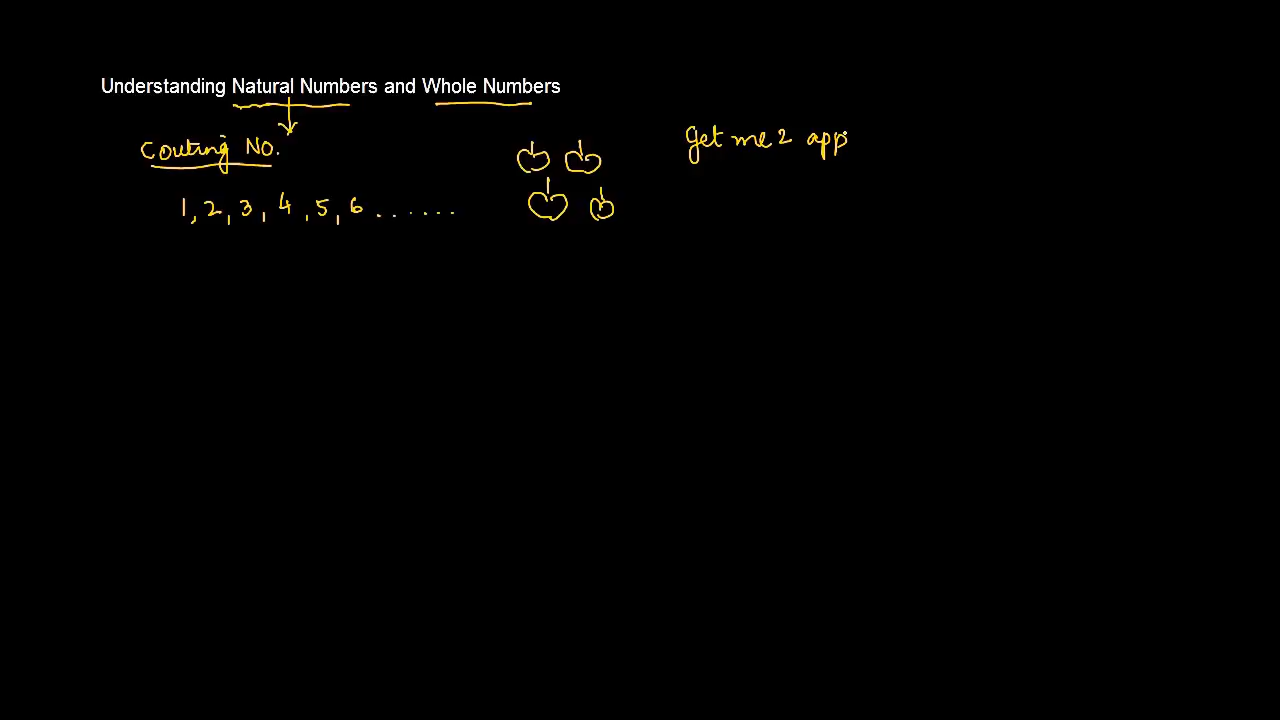 Understanding Natural Numbers and Whole Numbers
Couting NO.
1, 2, 3, 4, 5, 6 . . . . . .
Get me 2 app